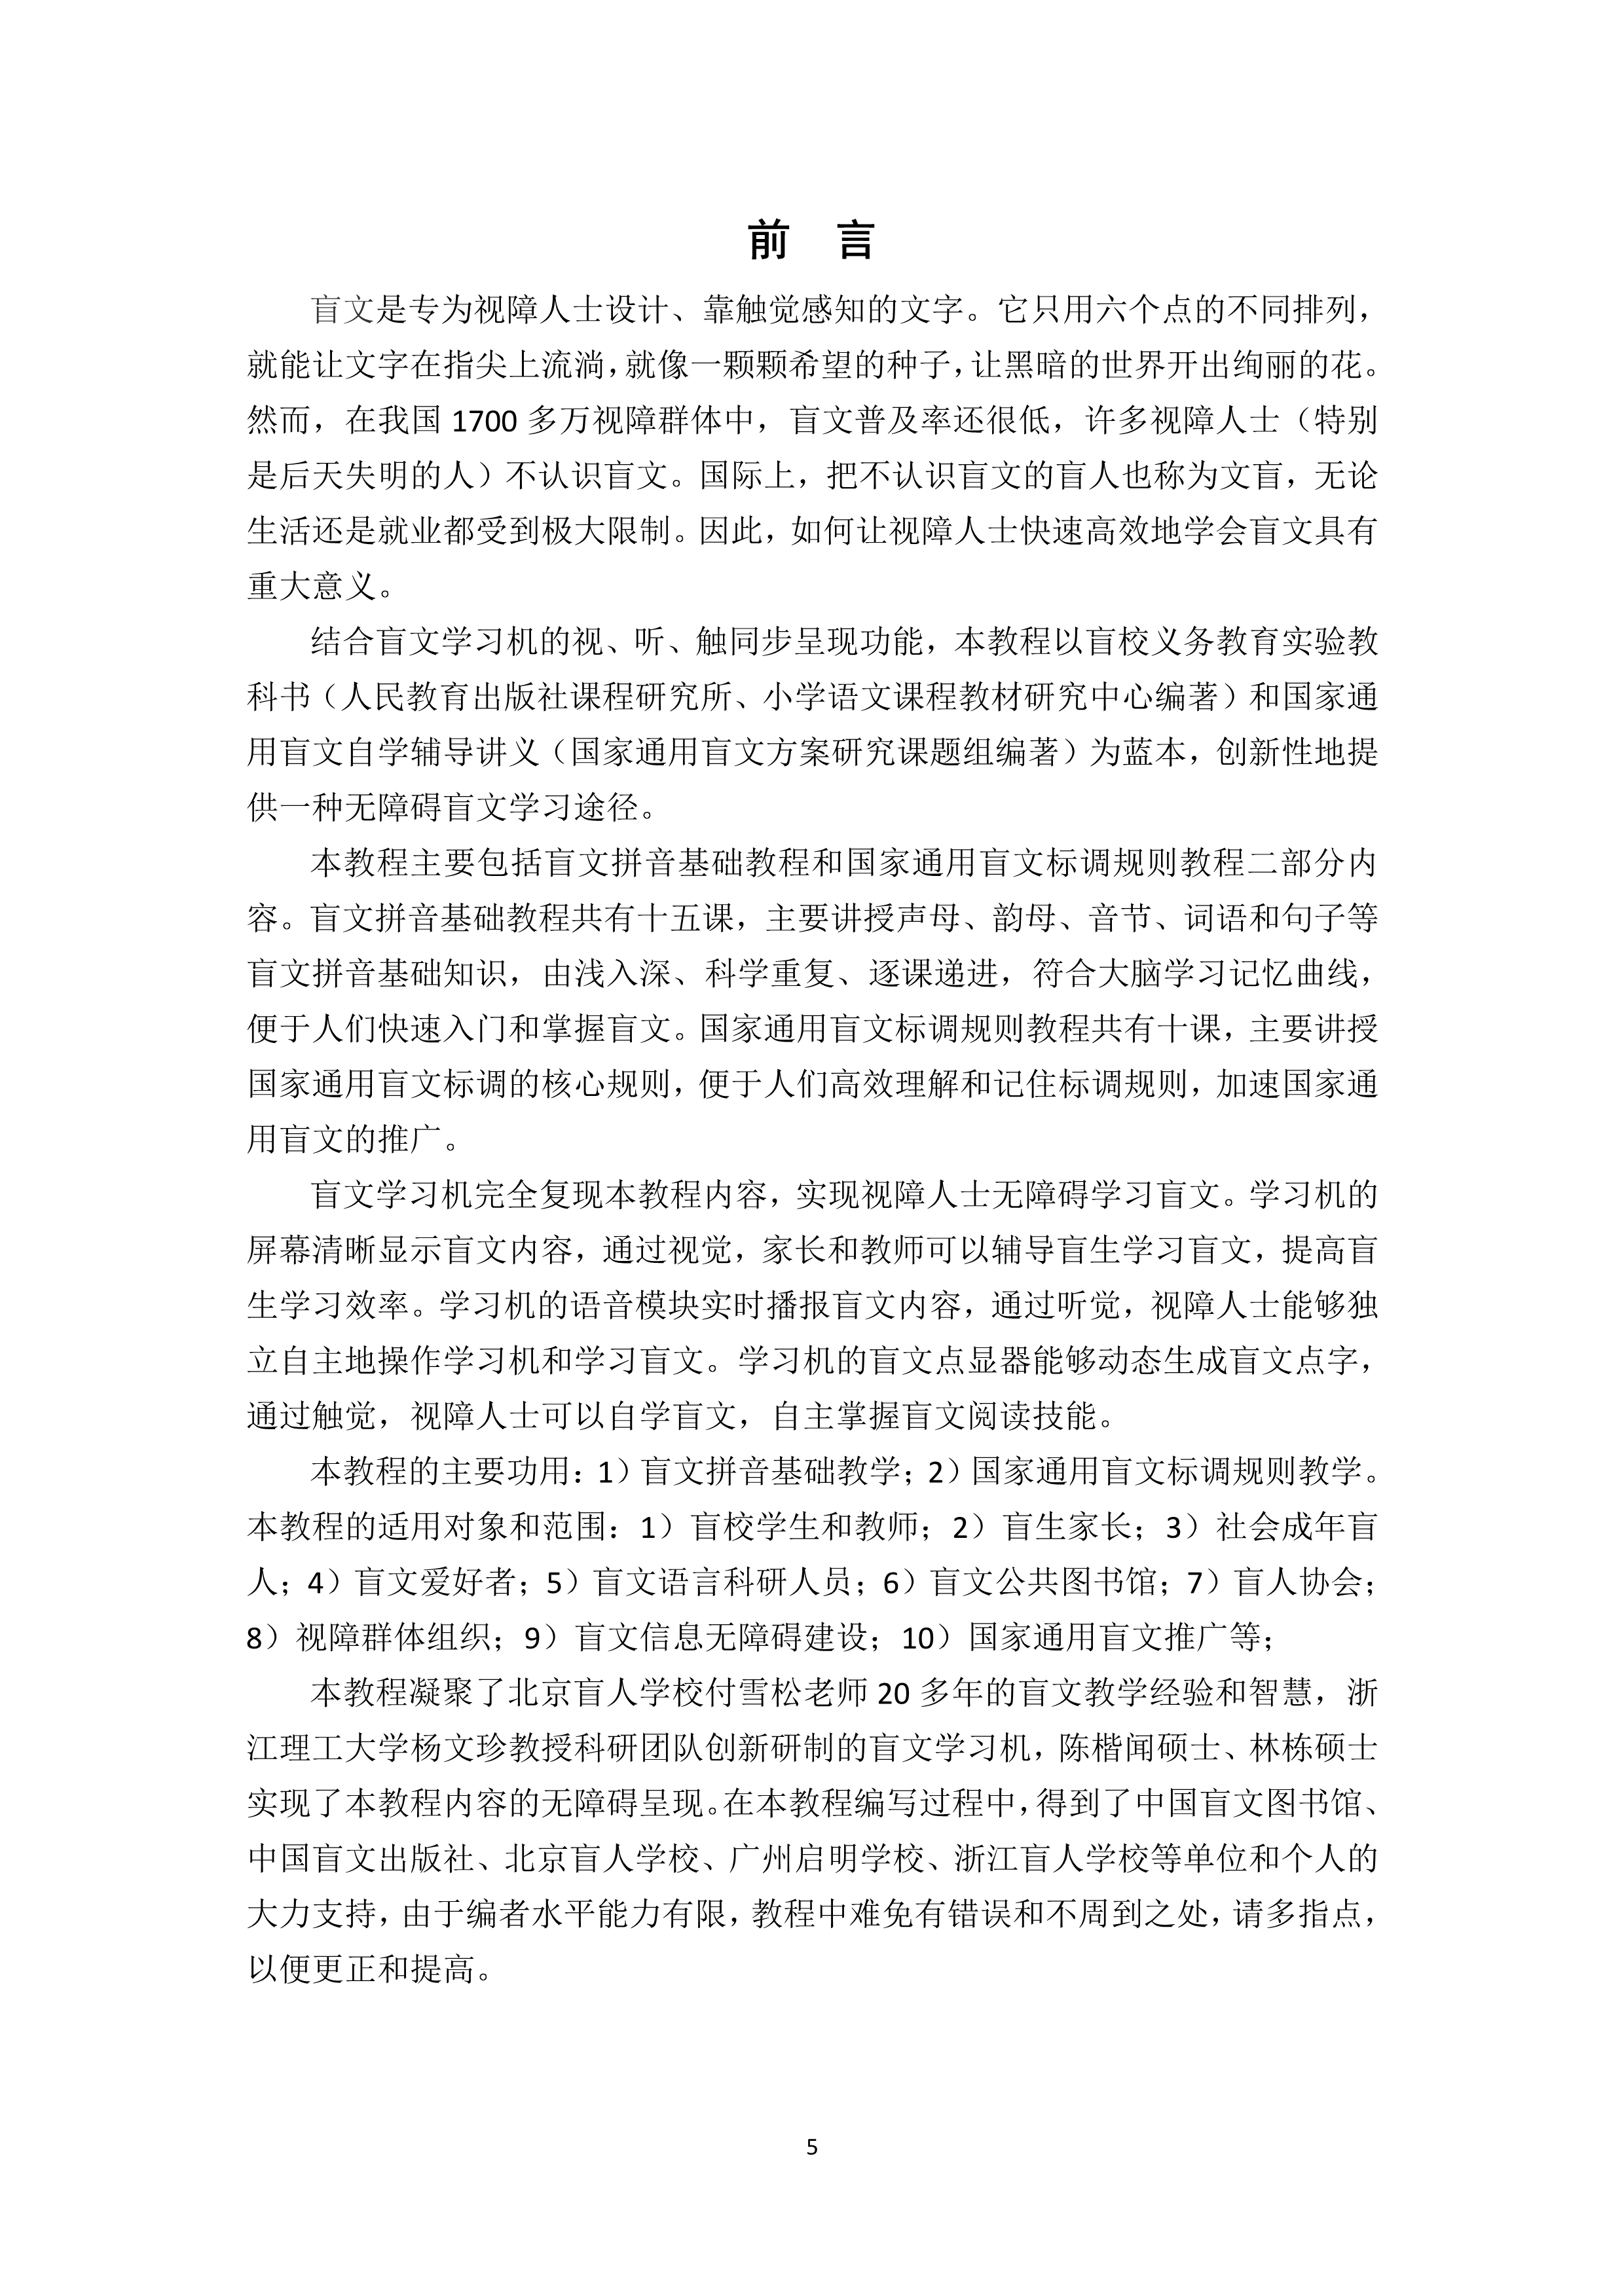 前 言
盲文是专为视障人士设计、靠触觉感知的文字。它只用六个点的不同排列，
就能让文字在指尖上流淌，就像一颗颗希望的种子，让黑暗的世界开出绚丽的花。
然而，在我国 1700 多万视障群体中，盲文普及率还很低，许多视障人士（特别
是后天失明的人）不认识盲文。国际上，把不认识盲文的盲人也称为文盲，无论
生活还是就业都受到极大限制。因此，如何让视障人士快速高效地学会盲文具有
重大意义。
结合盲文学习机的视、听、触同步呈现功能，本教程以盲校义务教育实验教
科书（人民教育出版社课程研究所、小学语文课程教材研究中心编著）和国家通
用盲文自学辅导讲义（国家通用盲文方案研究课题组编著）为蓝本，创新性地提
供一种无障碍盲文学习途径。
本教程主要包括盲文拼音基础教程和国家通用盲文标调规则教程二部分内
容。盲文拼音基础教程共有十五课，主要讲授声母、韵母、音节、词语和句子等
盲文拼音基础知识，由浅入深、科学重复、逐课递进，符合大脑学习记忆曲线，
便于人们快速入门和掌握盲文。国家通用盲文标调规则教程共有十课，主要讲授
国家通用盲文标调的核心规则，便于人们高效理解和记住标调规则，加速国家通
用盲文的推广。
盲文学习机完全复现本教程内容，实现视障人士无障碍学习盲文。学习机的
屏幕清晰显示盲文内容，通过视觉，家长和教师可以辅导盲生学习盲文，提高盲
生学习效率。学习机的语音模块实时播报盲文内容，通过听觉，视障人士能够独
立自主地操作学习机和学习盲文。学习机的盲文点显器能够动态生成盲文点字，
通过触觉，视障人士可以自学盲文，自主掌握盲文阅读技能。
本教程的主要功用：1）盲文拼音基础教学；2）国家通用盲文标调规则教学。
本教程的适用对象和范围：1）盲校学生和教师；2）盲生家长；3）社会成年盲
人；4）盲文爱好者；5）盲文语言科研人员；6）盲文公共图书馆；7）盲人协会；
8）视障群体组织；9）盲文信息无障碍建设；10）国家通用盲文推广等；
本教程凝聚了北京盲人学校付雪松老师 20 多年的盲文教学经验和智慧，浙
江理工大学杨文珍教授科研团队创新研制的盲文学习机，陈楷闻硕士、林栋硕士
实现了本教程内容的无障碍呈现。在本教程编写过程中，得到了中国盲文图书馆、
中国盲文出版社、北京盲人学校、广州启明学校、浙江盲人学校等单位和个人的
大力支持，由于编者水平能力有限，教程中难免有错误和不周到之处，请多指点，
以便更正和提高。
5